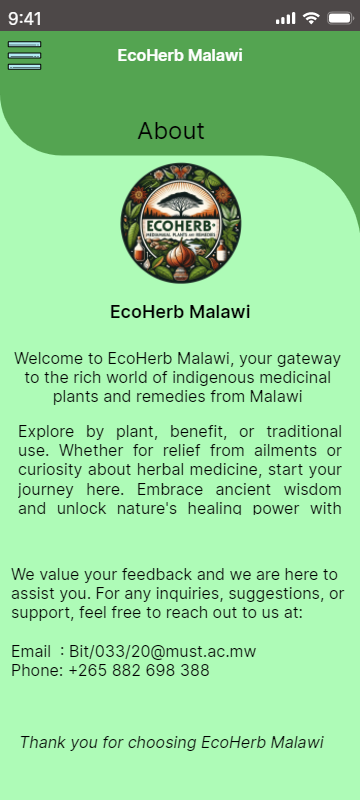 9:41
EcoHerb Malawi
About
ECOHERB
MEDICINAL PLANTS AND REMEDIES
EcoHerb Malawi
Welcome to EcoHerb Malawi, your gateway
to the rich world of indigenous medicinal
plants and remedies from Malawi
Explore by plant, benefit, or traditional
use. Whether for relief from ailments or
curiosity about herbal medicine, start your
journey here. Embrace ancient wisdom
and unlock nature's healing power with
We value your feedback and we are here to
assist you. For any inquiries, suggestions, or
support, feel free to reach out to us at:
Email : Bit/033/20@must.ac.mw
Phone: +265 882 698 388
Thank you for choosing EcoHerb Malawi